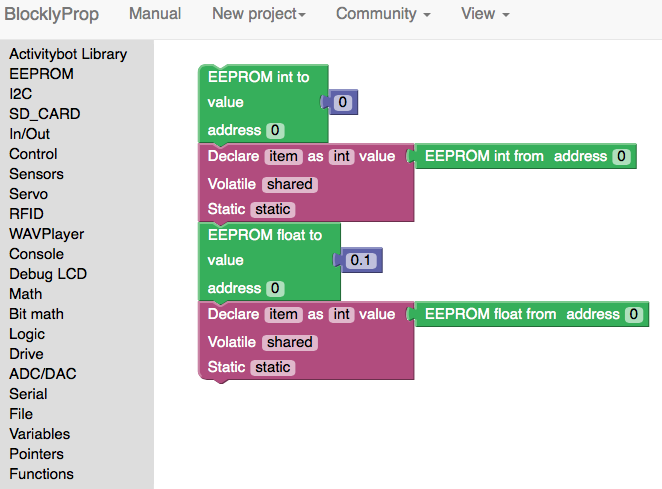 BlocklyProp Manual New project Community View
Activitybot Library
EEPROM
I2C
SD_CARD
In/Out
Control
Sensors
Servo
RFID
WAVPlayer
Console
Debug LCD
Math
Bit math
Logic
Drive
ADC/DAC
Serial
File
Variables
Pointers
Functions
EEPROM int to
value 0
address 0
Declare item as int value EEPROM int from address 0
Volatile shared
Static static
EEPROM float to
value 0.1
address 0
Declare item as int value EEPROM float from address 0
Volatile shared
Static static